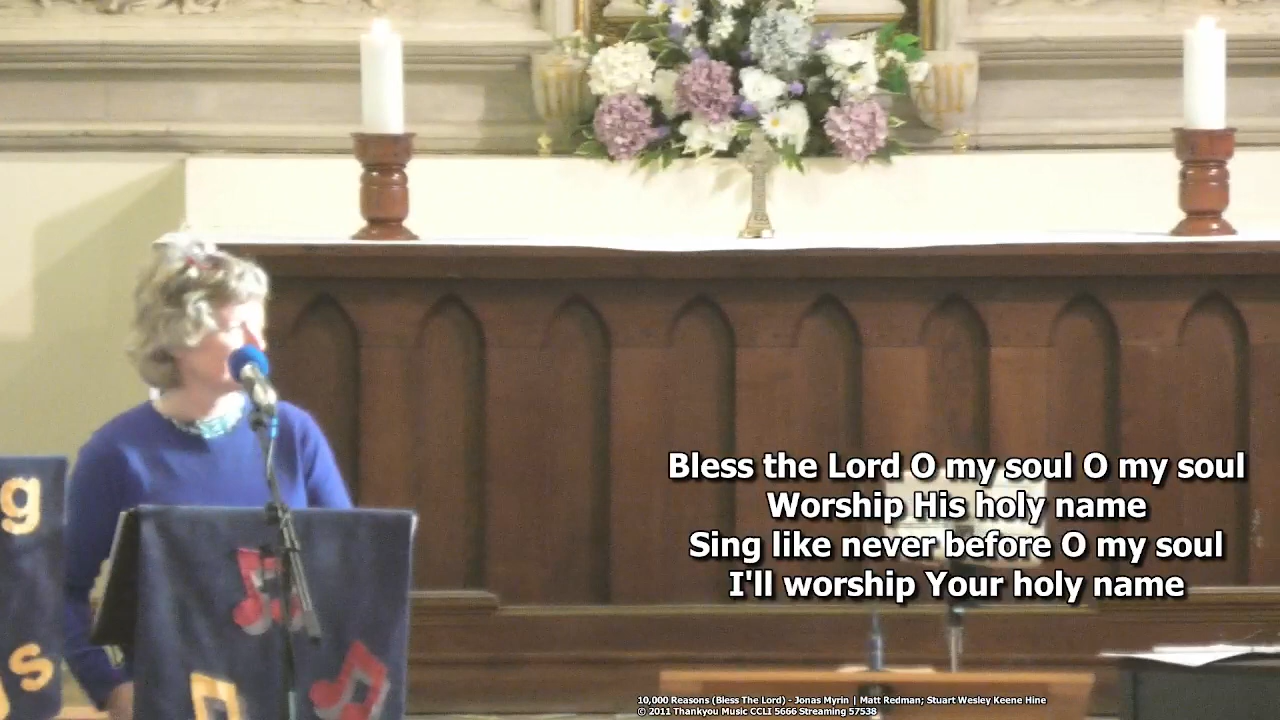 g
s
Bless the Lord O my soul O my soul
Worship His holy name
Sing like never before O my soul
I'll worship Your holy name
10,000 Reasons (Bless The Lord) - Jonas Myrin | Matt Redman; Stuart Wesley Keene Hine
© 2011 Thankyou Music CCLI 5666 Streaming 57538